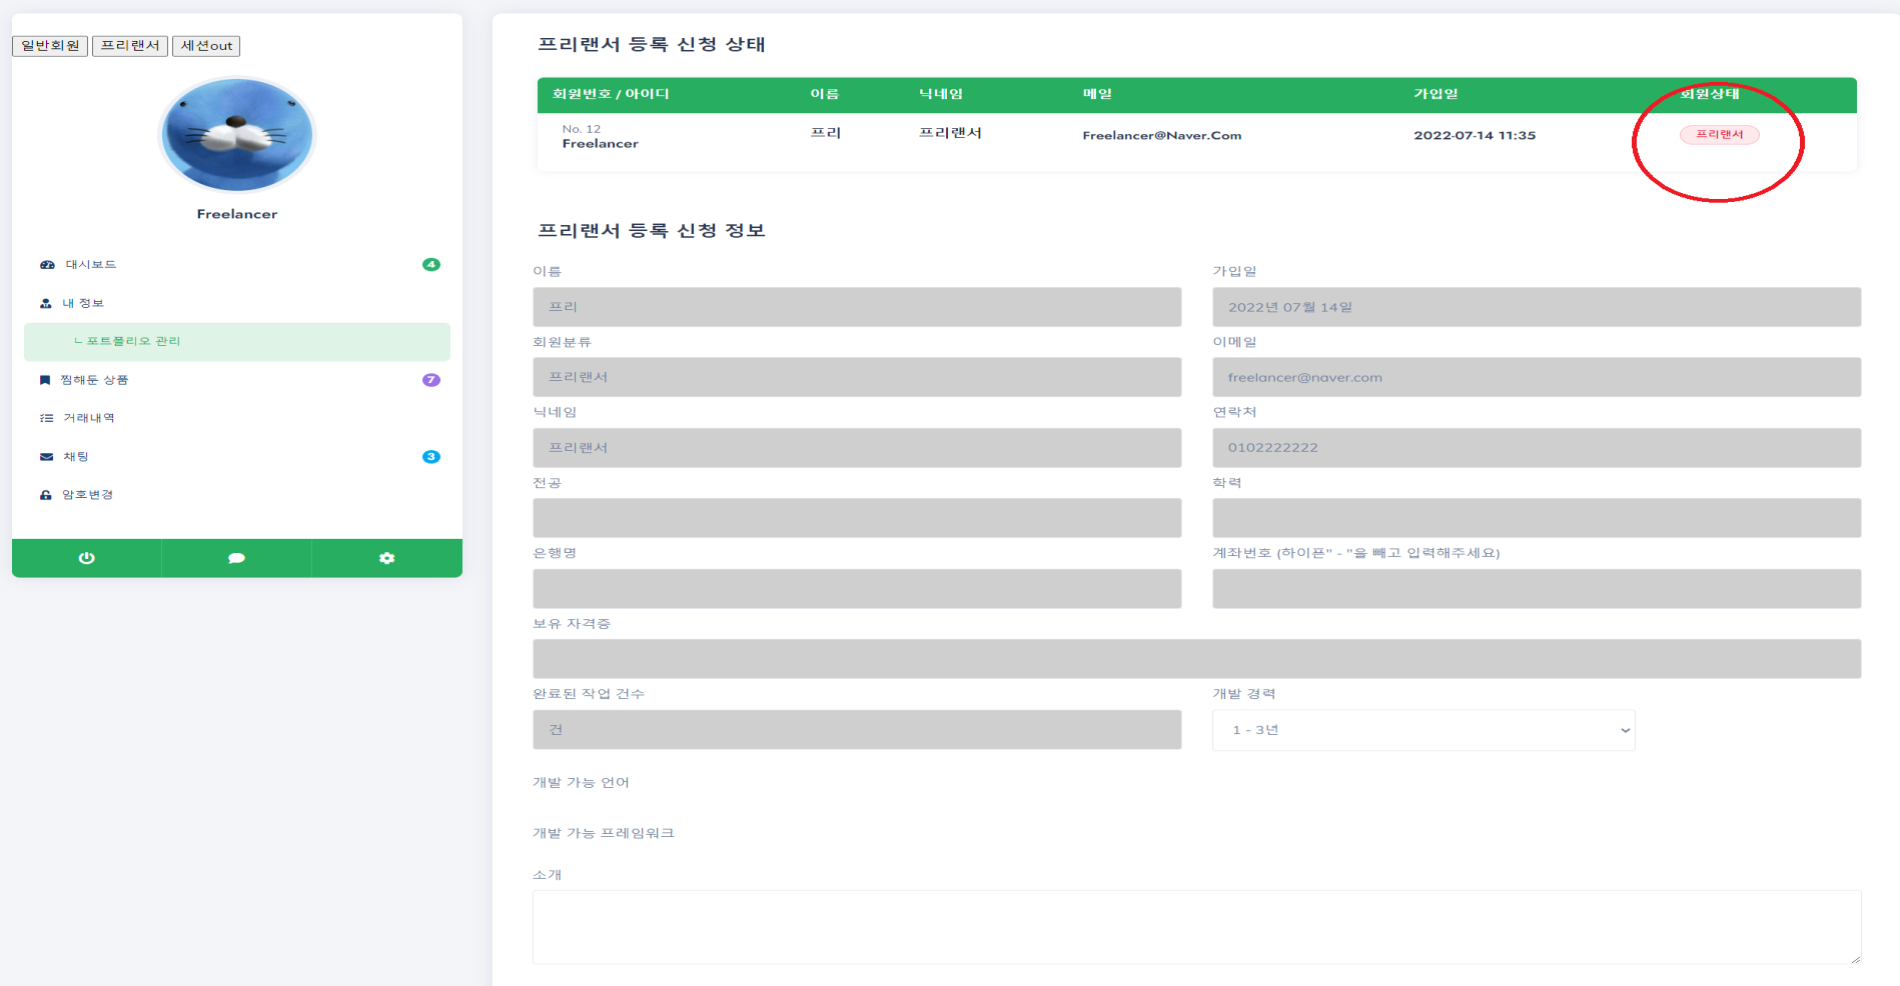 일반회원 프리랜서 세션out
Freelancer
대시보드 4
내 정보
ㄴ포트폴리오 관리
찜해둔 상품 7
거래내역
채팅 3
암호변경
프리랜서 등록 신청 상태
회원번호 / 아이디 이름 닉네임 메일 가입일 회원상태
No. 12
Freelancer 프리 프리랜서 Freelancer@Naver.Com 2022-07-14 11:35 프리랜서
프리랜서 등록 신청 정보
이름 가입일
프리 2022년 07월 14일
회원분류 이메일
프리랜서 freelancer@naver.com
닉네임 연락처
프리랜서 0102222222
전공 학력
은행명 계좌번호 (하이픈" - "을 빼고 입력해주세요)
보유 자격증
완료된 작업 건수 개발 경력
건 1 - 3년
개발 가능 언어
개발 가능 프레임워크
소개